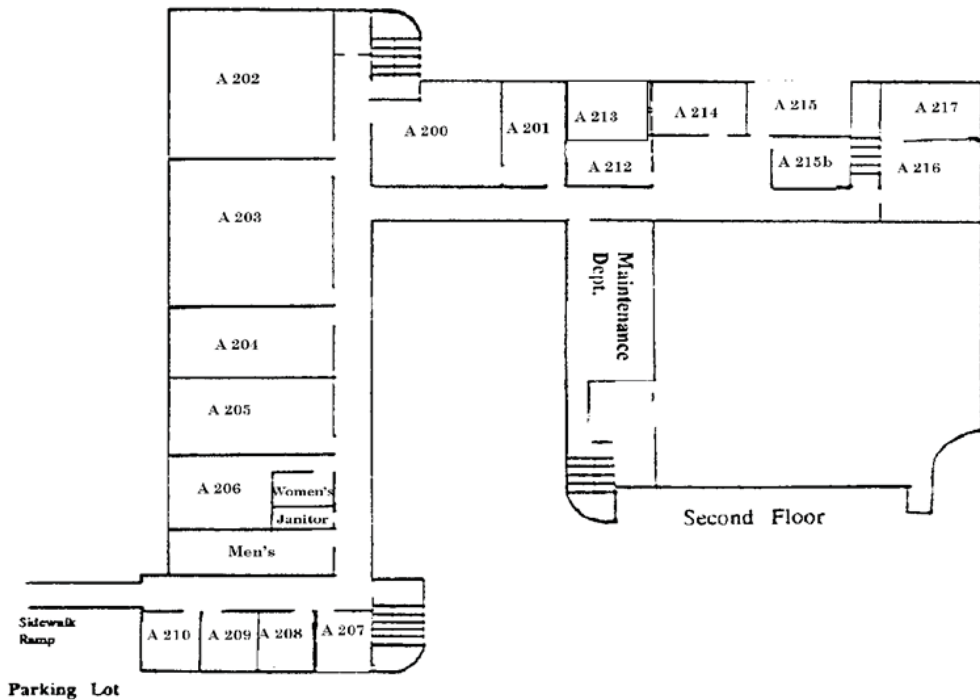 A 202
A 200
A 201
A 213
A 214
A 215
A 217
A 212
A 215b
A 216
A 203
Maintenance
Dept.
A 204
A 205
A 206
Women's
Janitor
Men's
Second Floor
Sidewalk
Ramp
A 210
A 209
A 208
A 207
Parking Lot